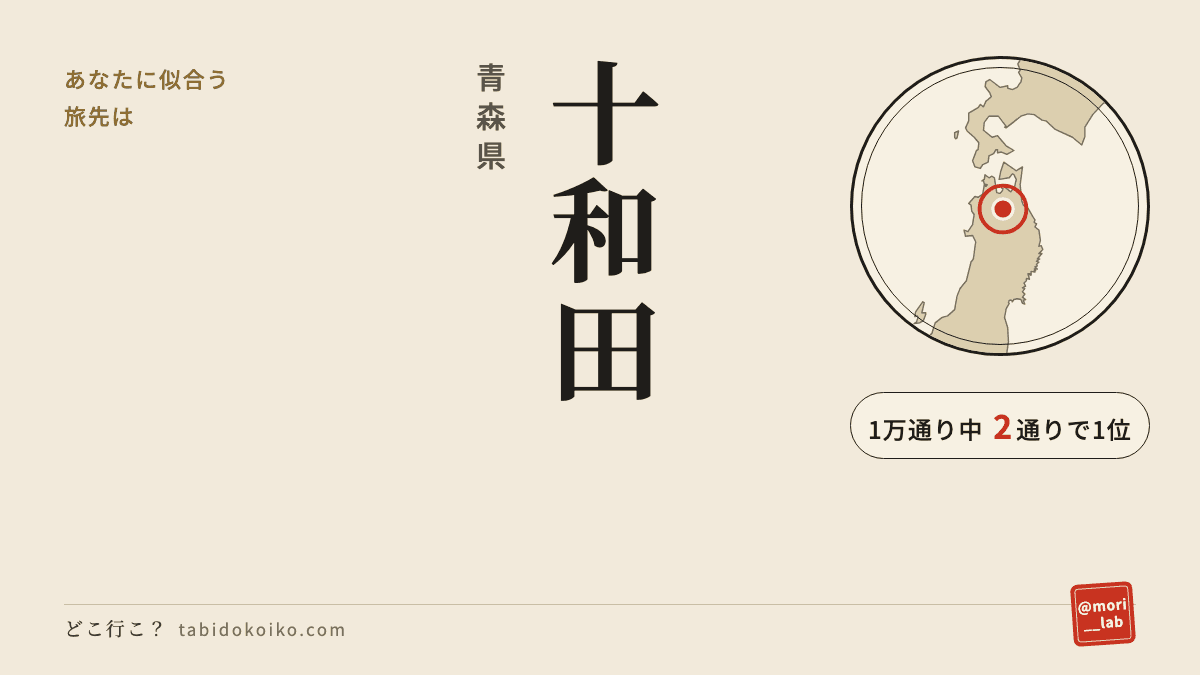 あなたに似合う
旅先は
十和田
青森県
1万通り中 2通りで1位
どこ行こ? tabidokoiko.com
@mori
__lab